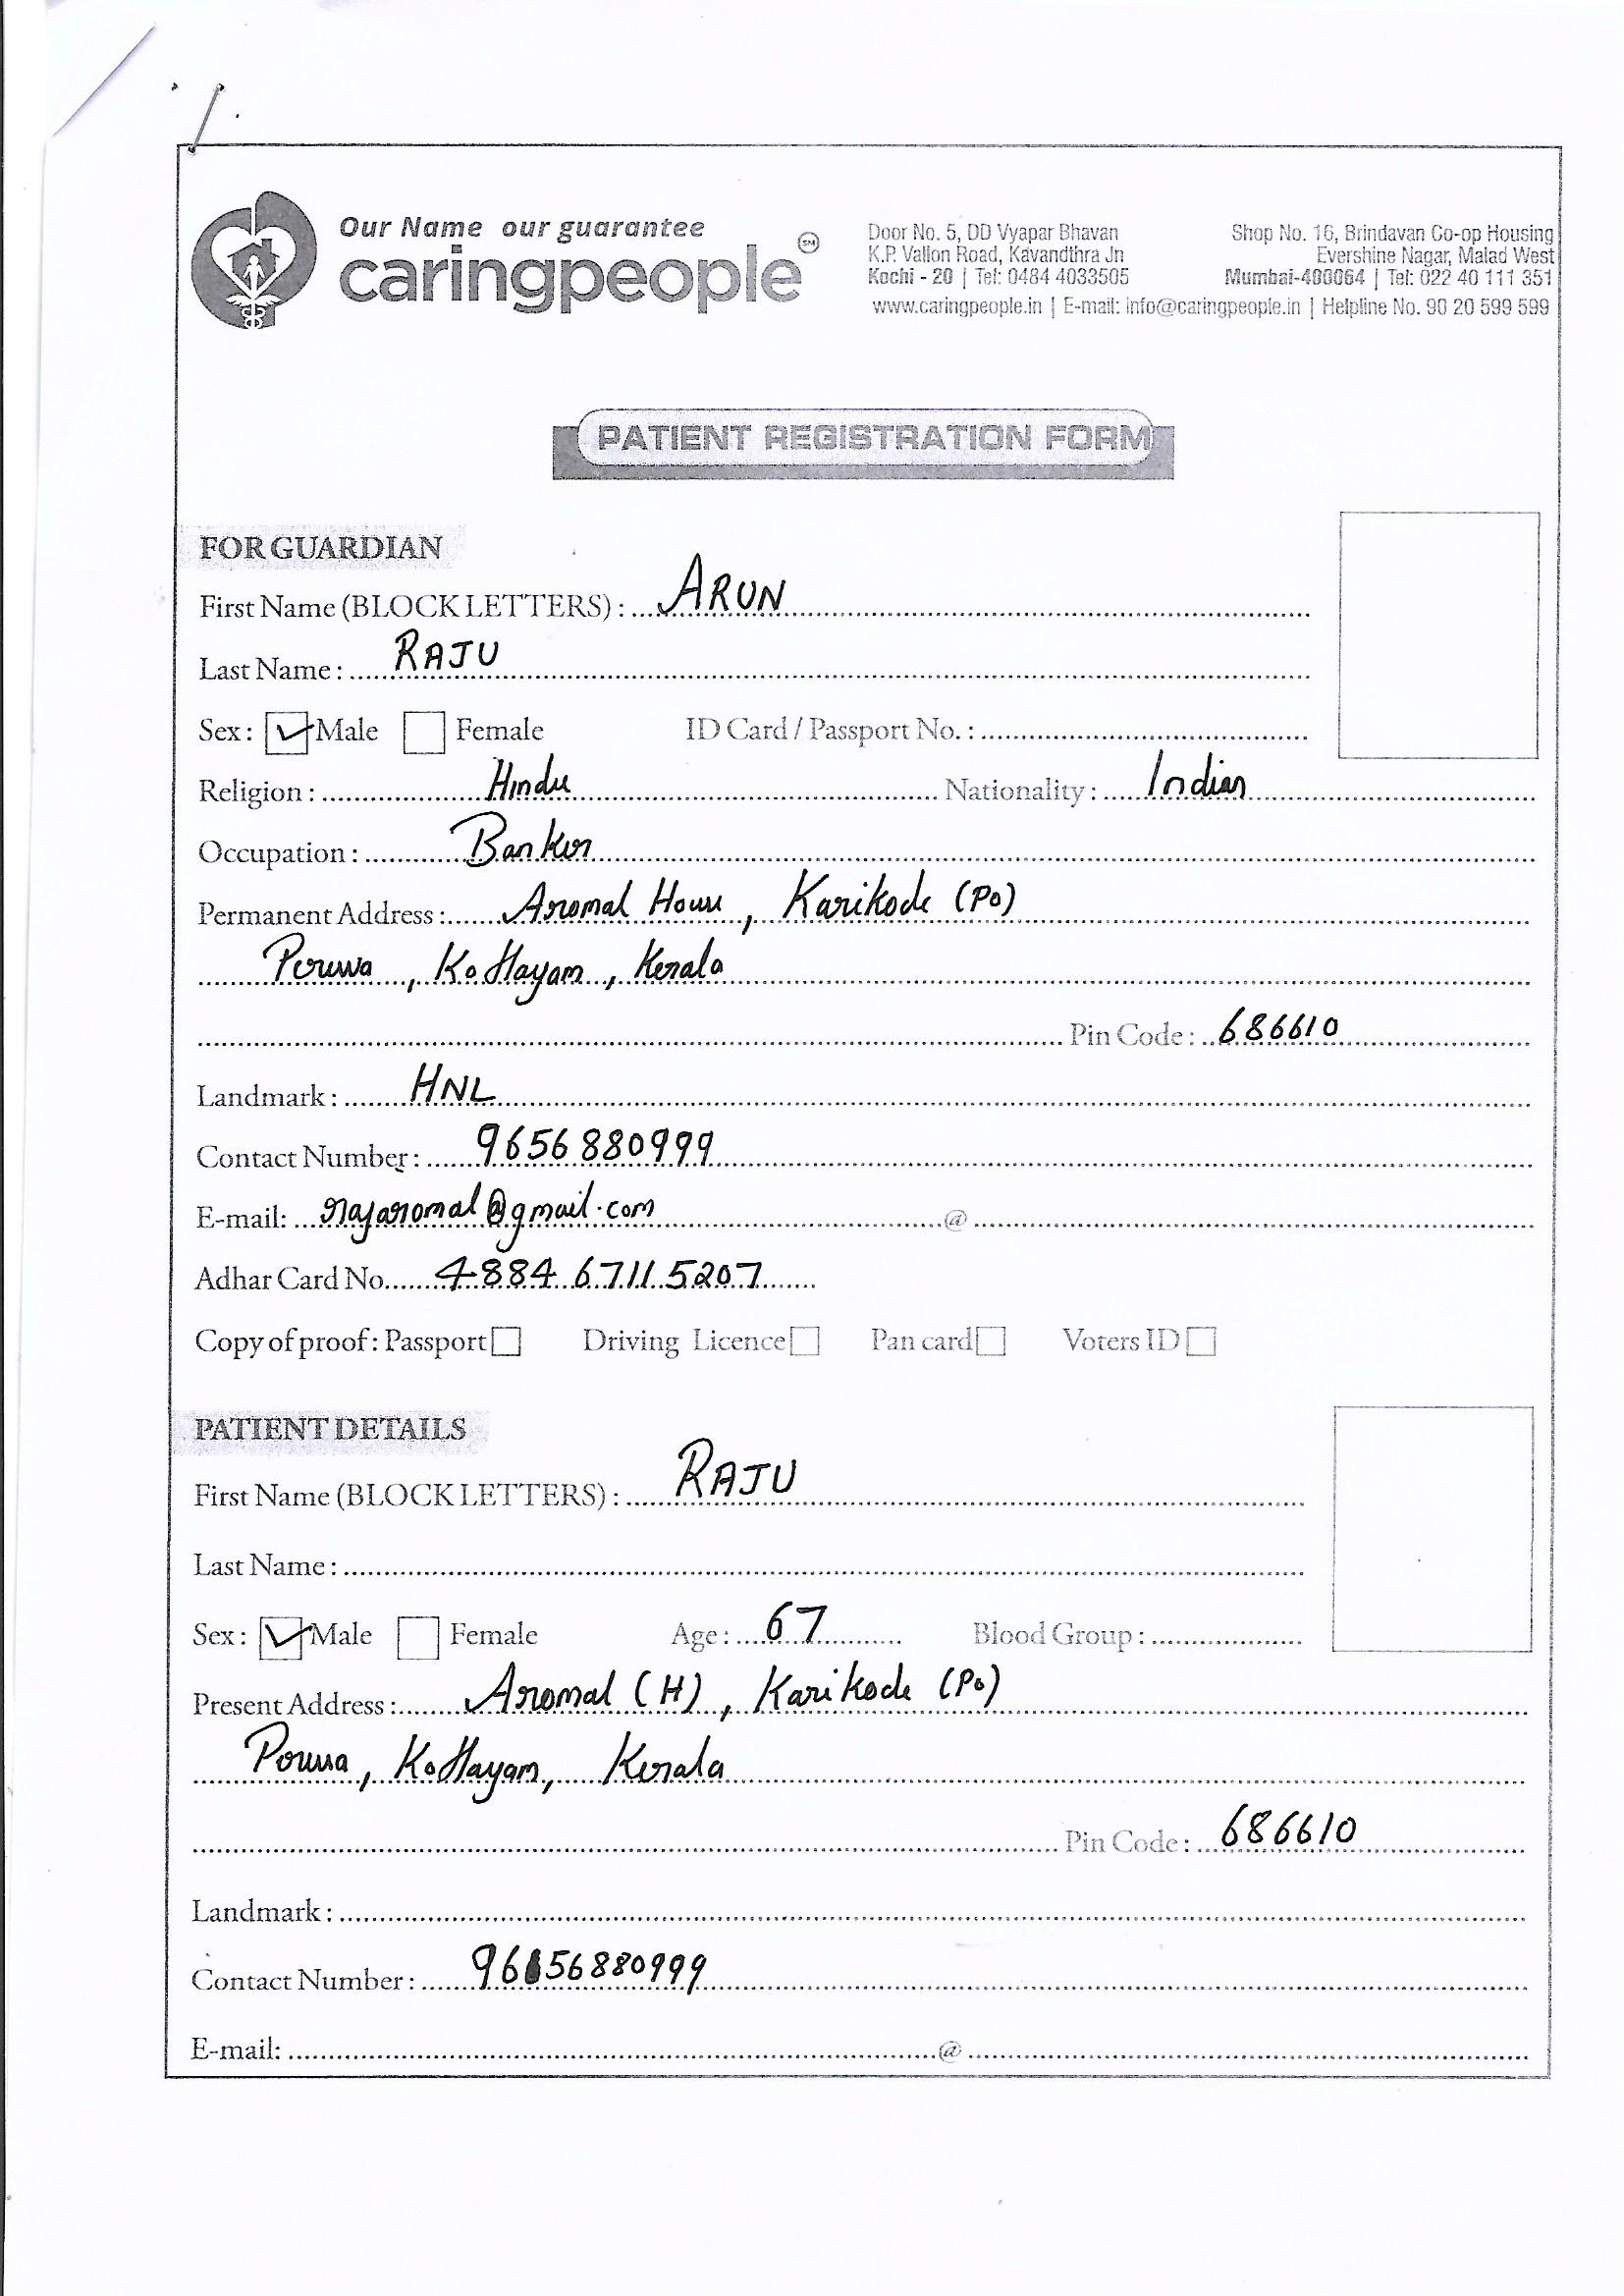 Our Name our guarantee
caringpeople SM
Door No. 5, DD Vyapar Bhavan
K.P. Vallon Road, Kavandthra Jn
Kochi - 20 | Tel: 0484 4033505
Shop No. 16, Brindavan Co-op Housing
Evershine Nagar, Malad West
Mumbai-400064 | Tel: 022 40 111 351
www.caringpeople.in | E-mail: info@caringpeople.in | Helpline No. 90 20 599 599
PATIENT REGISTRATION FORM
FOR GUARDIAN
First Name (BLOCK LETTERS) : ARUN
Last Name : RAJU
Sex : Male Female ID Card / Passport No. :
Religion : Hindu Nationality : Indian
Occupation : Banker
Permanent Address : Aromal House, Karikode (Po)
Peruva, Kottayam, Kerala
Pin Code : 686610
Landmark : HNL
Contact Number : 9656880999
E-mail: rajaromal@gmail.com @
Adhar Card No. 4884 6711 5207
Copy of proof : Passport Driving Licence Pan card Voters ID
PATIENT DETAILS
First Name (BLOCK LETTERS) : RAJU
Last Name :
Sex : Male Female Age : 67 Blood Group :
Present Address : Aromal (H), Karikode (Po)
Peruva, Kottayam, Kerala
Pin Code : 686610
Landmark :
Contact Number : 9656880999
E-mail: @